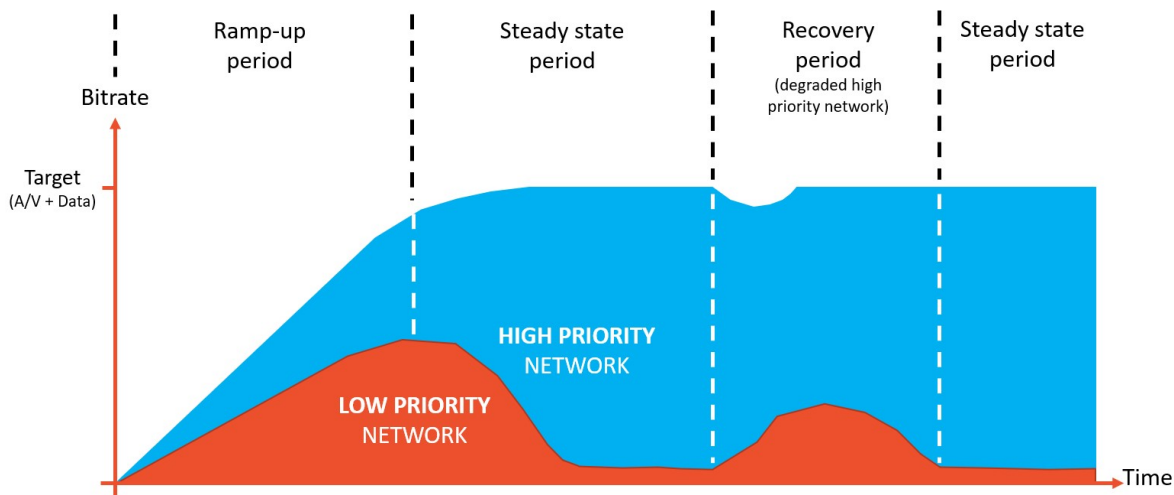 Ramp-up
period
Steady state
period
Recovery
period
(degraded high
priority network)
Steady state
period
Bitrate
Target
(A/V + Data)
HIGH PRIORITY
NETWORK
LOW PRIORITY
NETWORK
Time